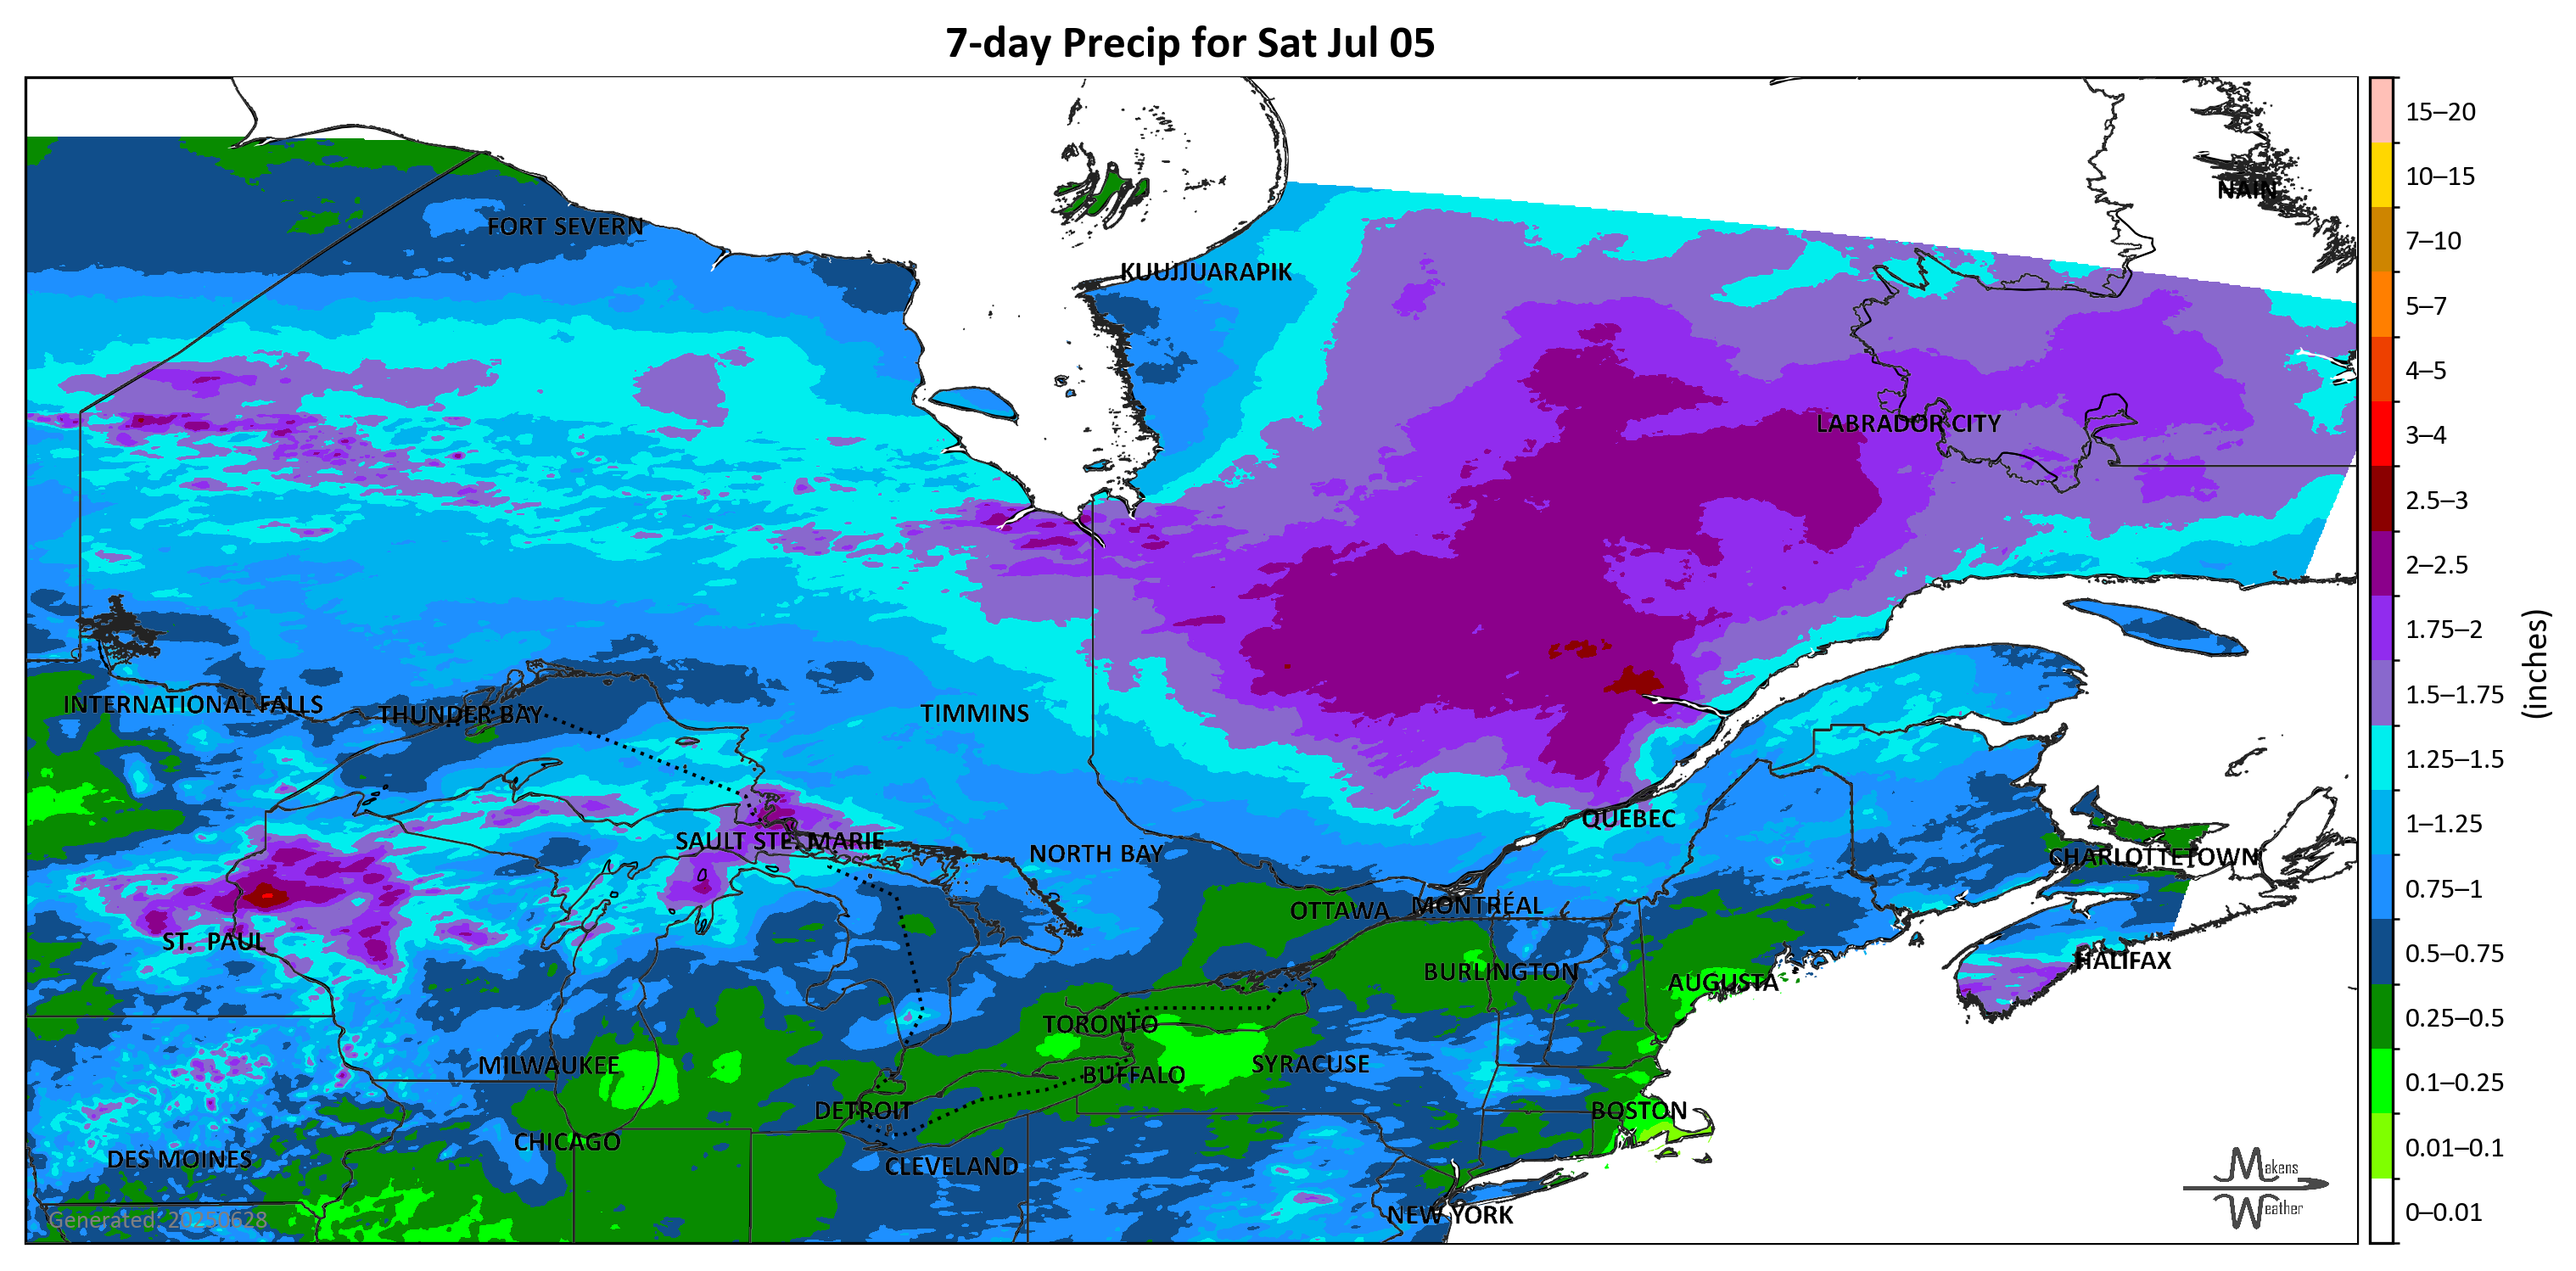 7-day Precip for Sat Jul 05
NAIN
FORT SEVERN
KUUJJUARAPIK
LABRADOR CITY
INTERNATIONAL FALLS
THUNDER BAY
TIMMINS
QUÉBEC
SAULT STE. MARIE
NORTH BAY
CHARLOTTETOWN
OTTAWA
MONTRÉAL
ST. PAUL
HALIFAX
BURLINGTON
AUGUSTA
TORONTO
MILWAUKEE
SYRACUSE
BUFFALO
DETROIT
BOSTON
CHICAGO
DES MOINES
CLEVELAND
NEW YORK
Generated: 20250628
Makens
Weather
15–20
10–15
7–10
5–7
4–5
3–4
2.5–3
2–2.5
1.75–2
1.5–1.75
1.25–1.5
1–1.25
0.75–1
0.5–0.75
0.25–0.5
0.1–0.25
0.01–0.1
0–0.01
(inches)